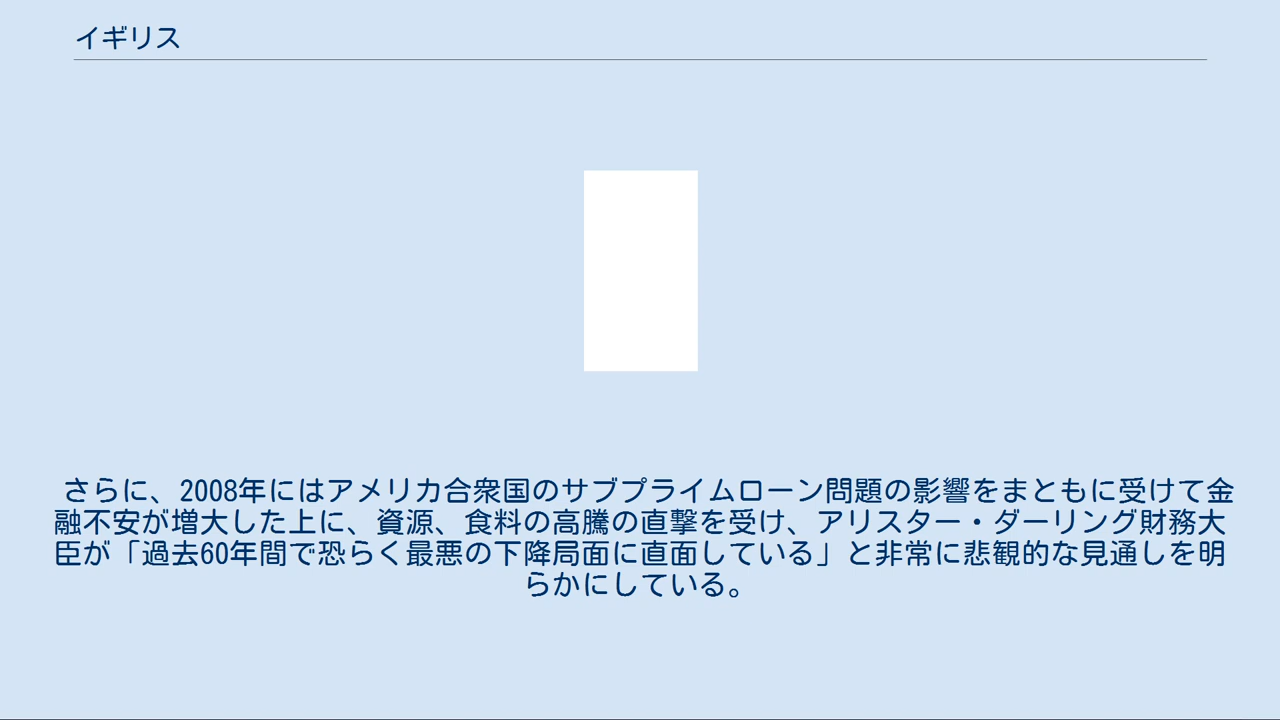 イギリス
さらに、2008年にはアメリカ合衆国のサブプライムローン問題の影響をまともに受けて金
融不安が増大した上に、資源、食料の高騰の直撃を受け、アリスター・ダーリング財務大
臣が「過去60年間で恐らく最悪の下降局面に直面している」と非常に悲観的な見通しを明
らかにしている。